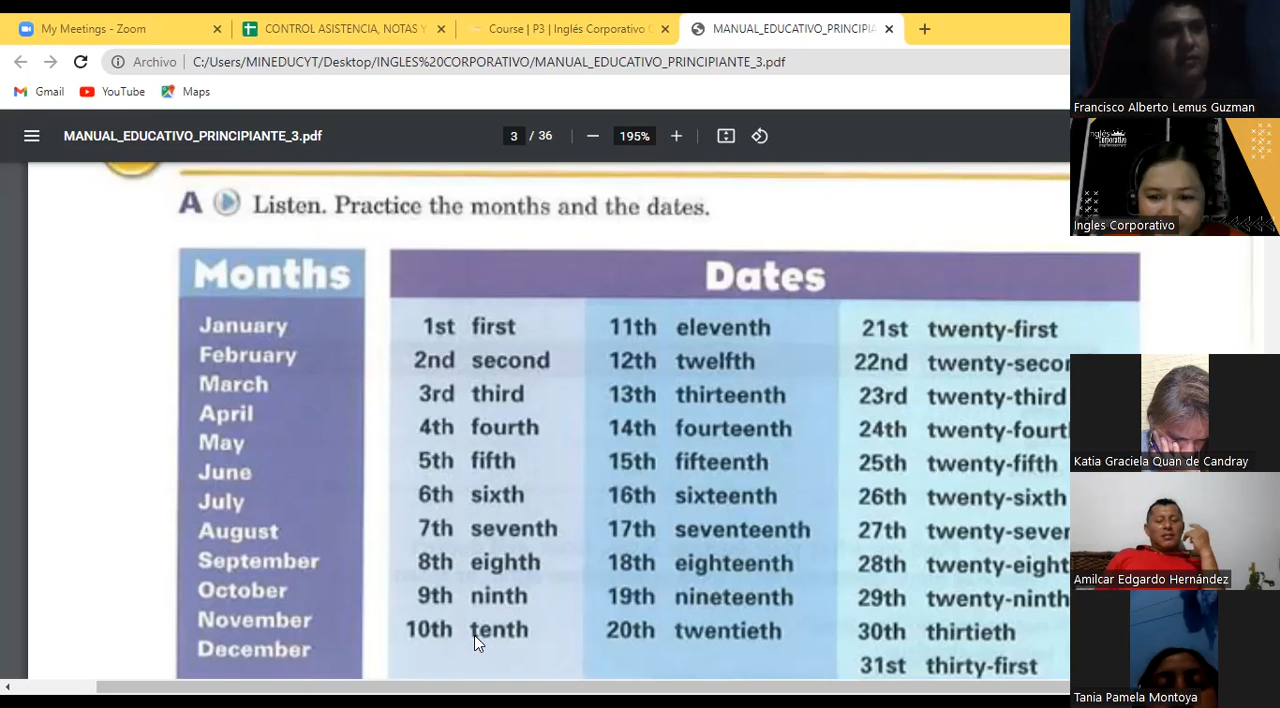 My Meetings - Zoom
CONTROL ASISTENCIA, NOTAS Y
Course | P3 | Inglés Corporativo
MANUAL_EDUCATIVO_PRINCIPIA
Archivo C:/Users/MINEDUCYT/Desktop/INGLES%20CORPORATIVO/MANUAL_EDUCATIVO_PRINCIPIANTE_3.pdf
Gmail YouTube Maps
MANUAL_EDUCATIVO_PRINCIPIANTE_3.pdf 3 / 36 195%
A Listen. Practice the months and the dates.
Months
January
February
March
April
May
June
July
August
September
October
November
December
Dates
1st first
2nd second
3rd third
4th fourth
5th fifth
6th sixth
7th seventh
8th eighth
9th ninth
10th tenth
11th eleventh
12th twelfth
13th thirteenth
14th fourteenth
15th fifteenth
16th sixteenth
17th seventeenth
18th eighteenth
19th nineteenth
20th twentieth
21st twenty-first
22nd twenty-secon
23rd twenty-third
24th twenty-fourt
25th twenty-fifth
26th twenty-sixth
27th twenty-seven
28th twenty-eight
29th twenty-ninth
30th thirtieth
31st thirty-first
Francisco Alberto Lemus Guzman
Inglés
Corporativo
Ingles Corporativo
Katia Graciela Quan de Candray
Amilcar Edgardo Hernández
Tania Pamela Montoya